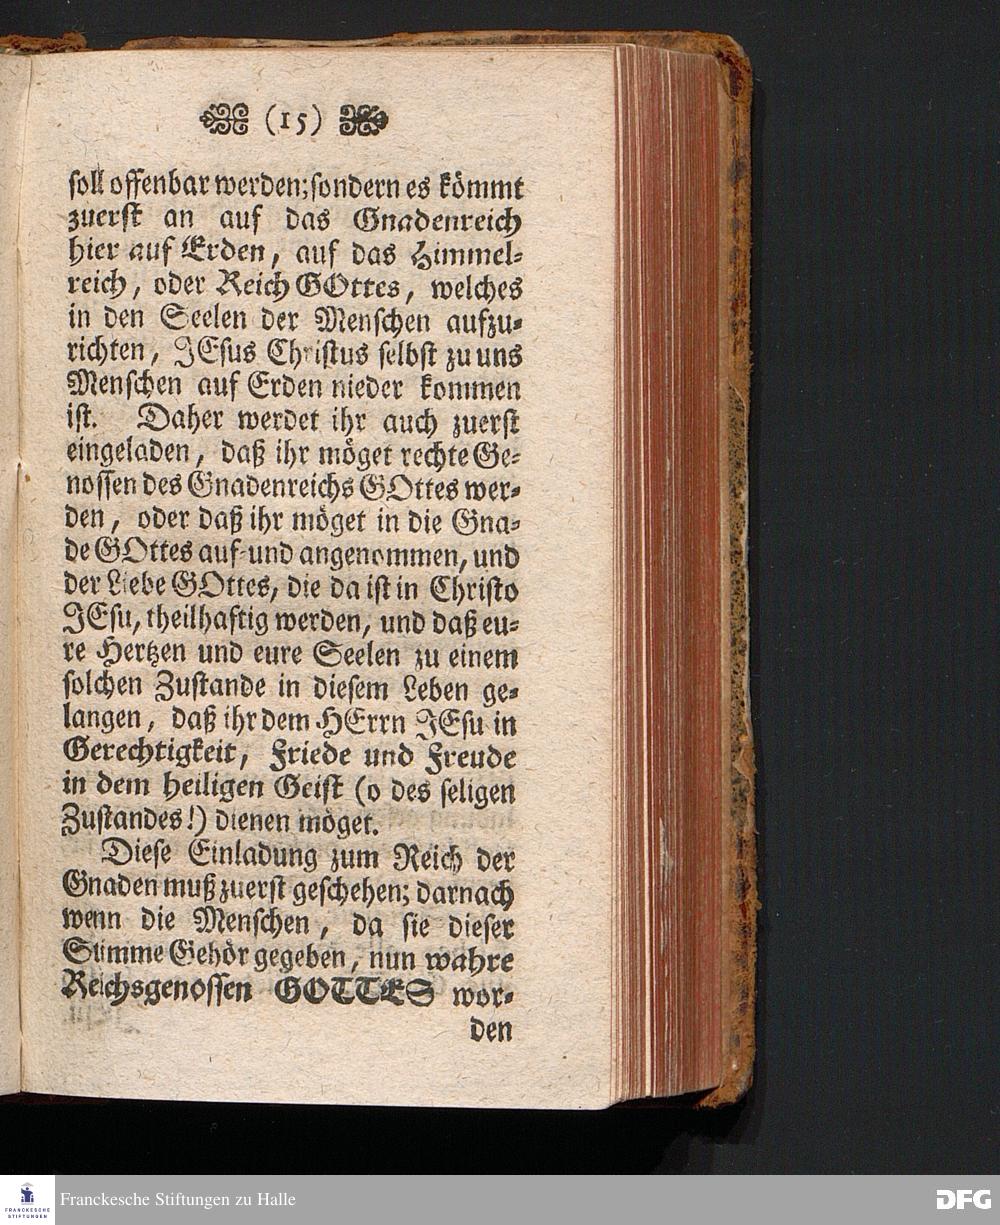 (15)
soll offenbar werden; sondern es kömmt
zuerst an auf das Gnadenreich
hier auf Erden, auf das Himmel-
reich, oder Reich GOttes, welches
in den Seelen der Menschen aufzu-
richten, JEsus Christus selbst zu uns
Menschen auf Erden nieder kommen
ist. Daher werdet ihr auch zuerst
eingeladen, daß ihr möget rechte Ge-
nossen des Gnadenreichs GOttes wer-
den, oder daß ihr möget in die Gna-
de GOttes auf-und angenommen, und
der Liebe GOttes, die da ist in Christo
JEsu, theilhaftig werden, und daß eu-
re Hertzen und eure Seelen zu einem
solchen Zustande in diesem Leben ge-
langen, daß ihr dem HErrn JEsu in
Gerechtigkeit, Friede und Freude
in dem heiligen Geist (o des seligen
Zustandes!) dienen möget.
Diese Einladung zum Reich der
Gnaden muß zuerst geschehen; darnach
wenn die Menschen, da sie dieser
Stimme Gehör gegeben, nun wahre
Reichsgenossen GOTTES wor-
den
FRANCKESCHE
STIFTUNGEN
Franckesche Stiftungen zu Halle
DFG